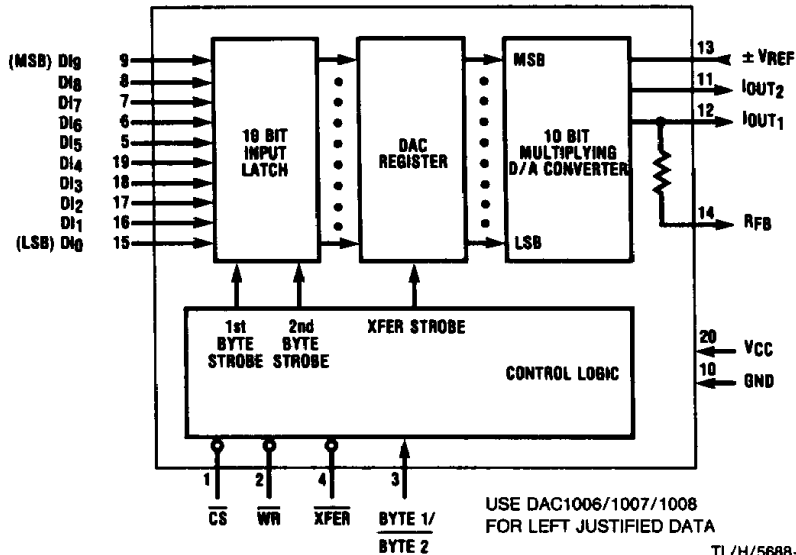 (MSB) DI9 9
DI8 8
DI7 7
DI6 6
DI5 5
DI4 19
DI3 18
DI2 17
DI1 16
(LSB) DI0 15
19 BIT
INPUT
LATCH
DAC
REGISTER
MSB
10 BIT
MULTIPLYING
D/A CONVERTER
LSB
13 ± VREF
11 IOUT2
12 IOUT1
14 RFB
1st
BYTE
STROBE
2nd
BYTE
STROBE
XFER STROBE
CONTROL LOGIC
20 VCC
10 GND
1 2 4 3
CS WR XFER BYTE 1/
BYTE 2
USE DAC1006/1007/1008
FOR LEFT JUSTIFIED DATA
TL/H/5688-